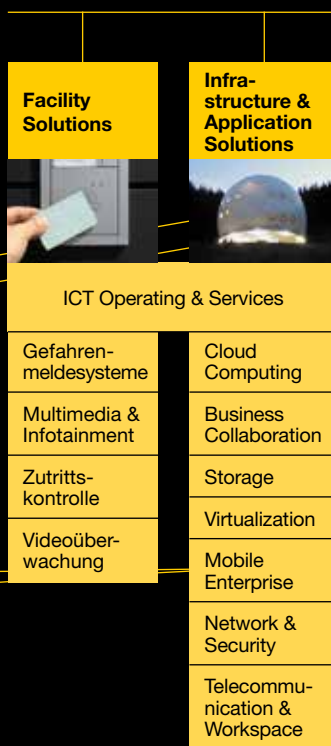 Facility
Solutions
Infra-
structure &
Application
Solutions
ICT Operating & Services
Gefahren-
meldesysteme
Multimedia &
Infotainment
Zutritts-
kontrolle
Videoüber-
wachung
Cloud
Computing
Business
Collaboration
Storage
Virtualization
Mobile
Enterprise
Network &
Security
Telecommu-
nication &
Workspace